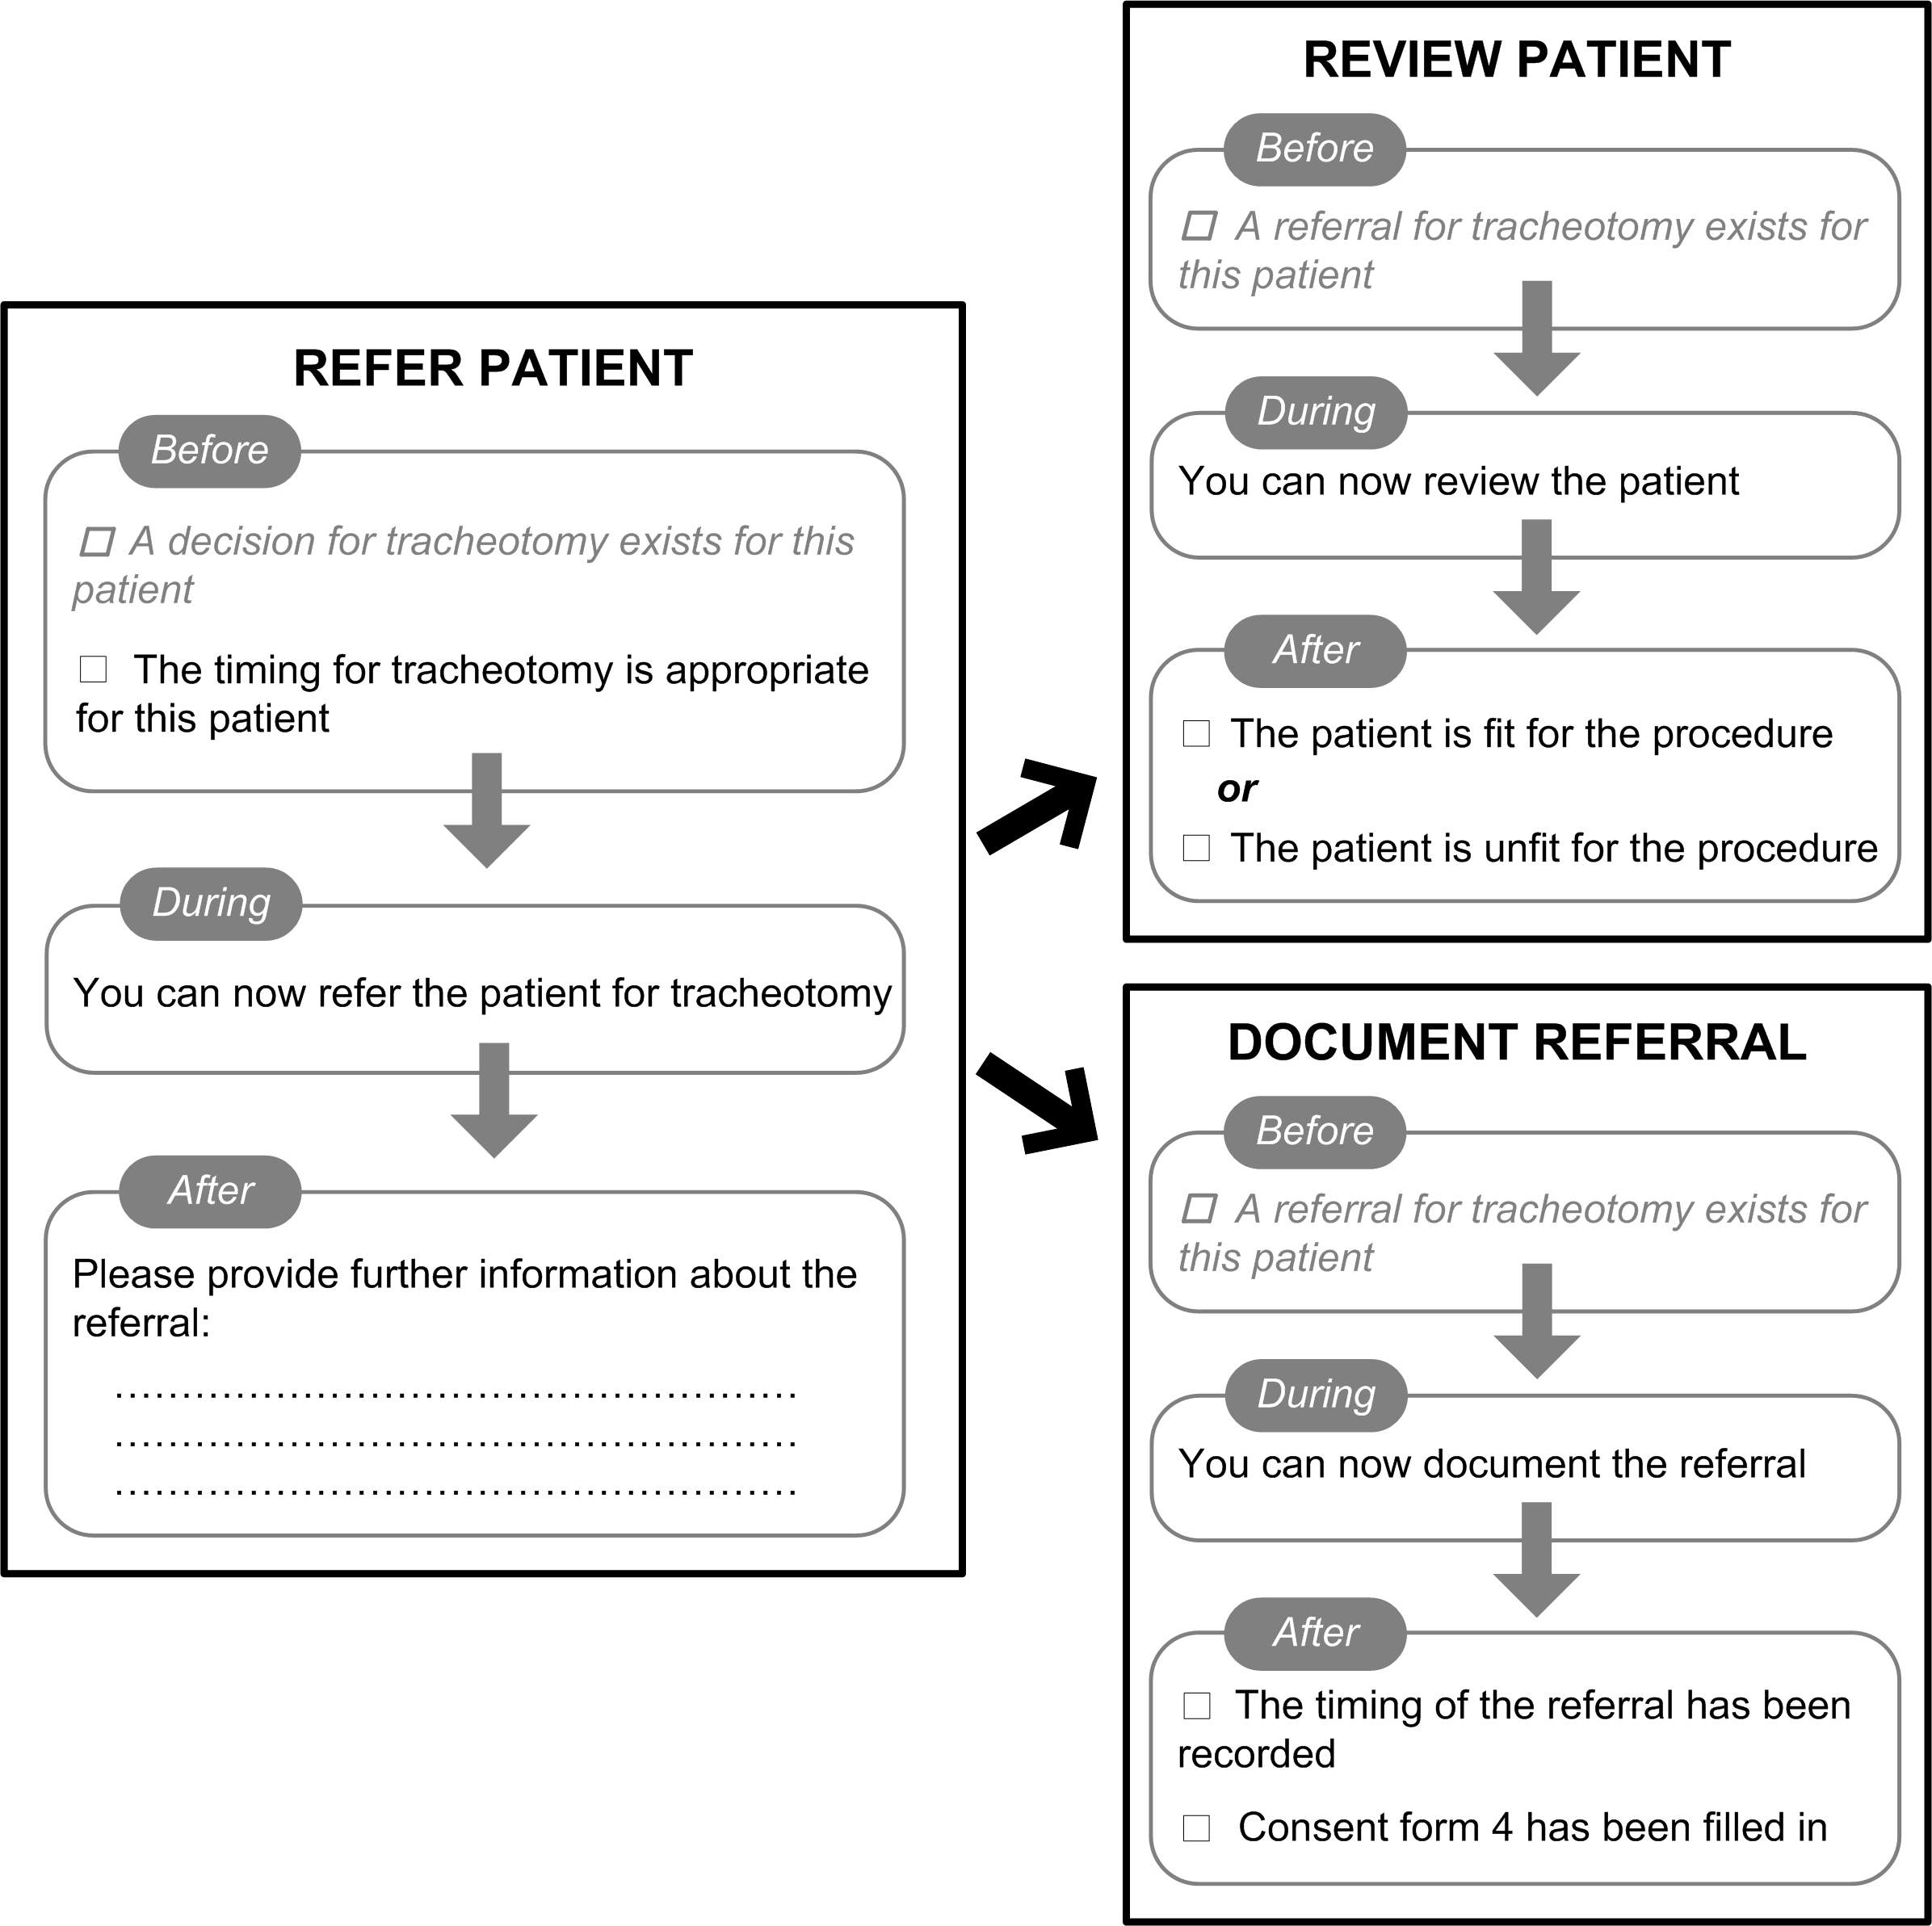 REFER PATIENT
Before
A decision for tracheotomy exists for this
patient
The timing for tracheotomy is appropriate
for this patient
During
You can now refer the patient for tracheotomy
After
Please provide further information about the
referral:
REVIEW PATIENT
Before
A referral for tracheotomy exists for
this patient
During
You can now review the patient
After
The patient is fit for the procedure
or
The patient is unfit for the procedure
DOCUMENT REFERRAL
Before
A referral for tracheotomy exists for
this patient
During
You can now document the referral
After
The timing of the referral has been
recorded
Consent form 4 has been filled in